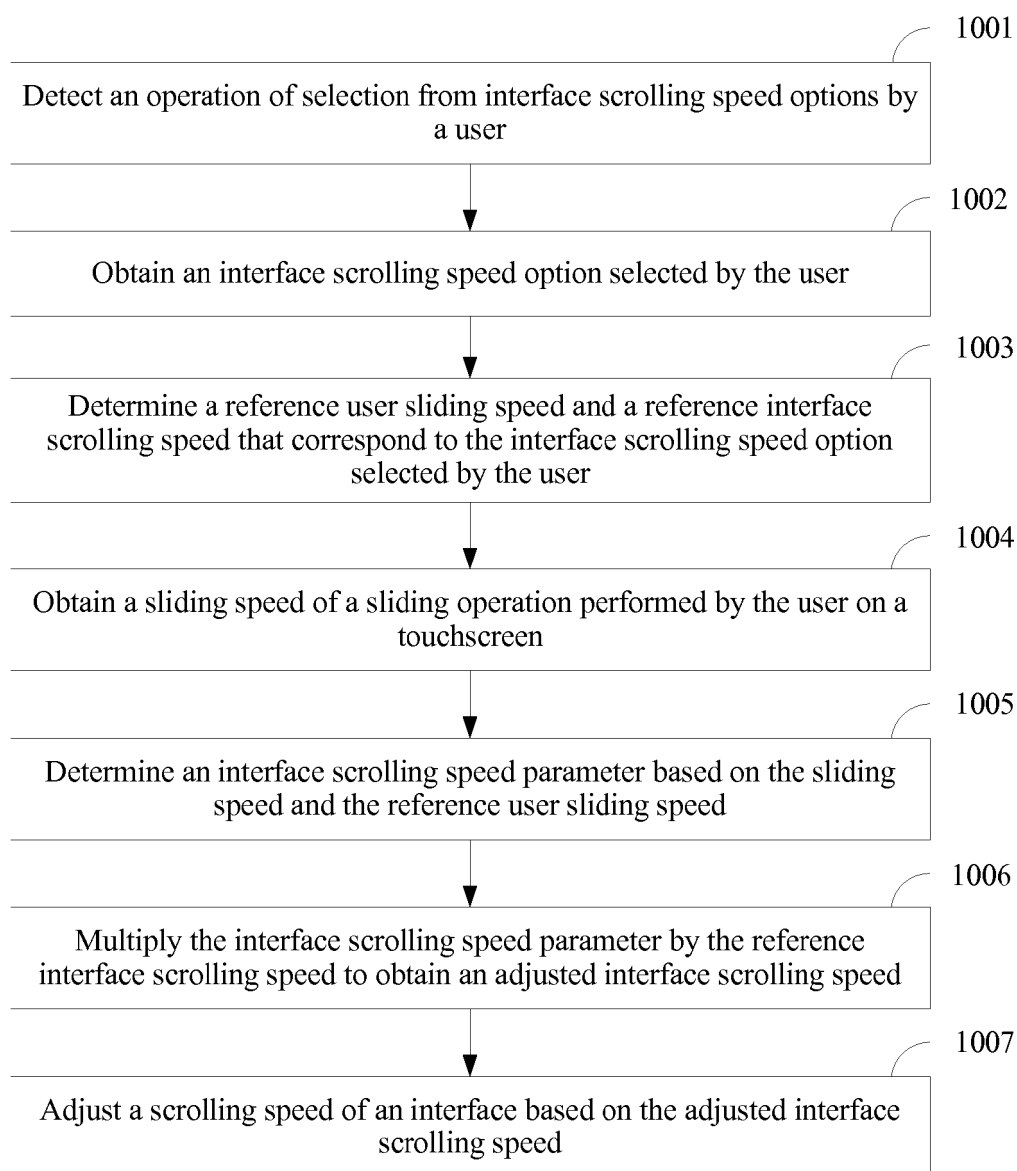 1001
Detect an operation of selection from interface scrolling speed options by
a user
1002
Obtain an interface scrolling speed option selected by the user
1003
Determine a reference user sliding speed and a reference interface
scrolling speed that correspond to the interface scrolling speed option
selected by the user
1004
Obtain a sliding speed of a sliding operation performed by the user on a
touchscreen
1005
Determine an interface scrolling speed parameter based on the sliding
speed and the reference user sliding speed
1006
Multiply the interface scrolling speed parameter by the reference
interface scrolling speed to obtain an adjusted interface scrolling speed
1007
Adjust a scrolling speed of an interface based on the adjusted interface
scrolling speed